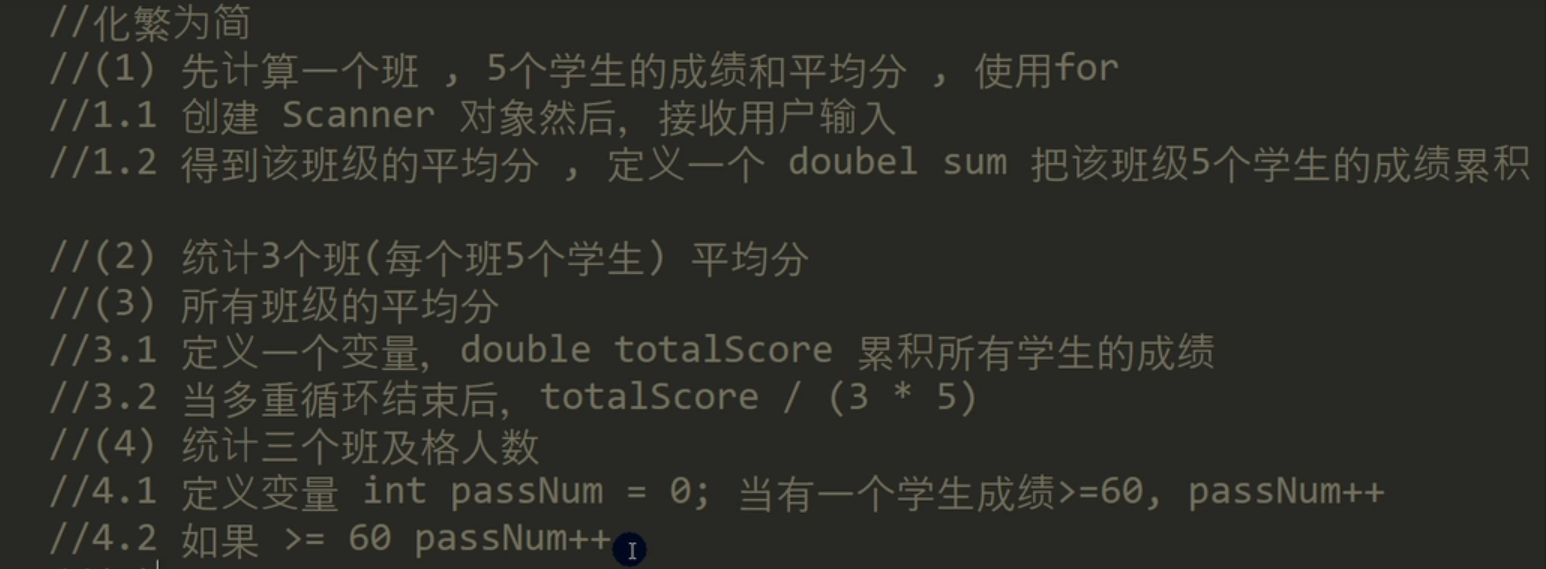 //化繁为简
//(1) 先计算一个班 , 5个学生的成绩和平均分 , 使用for
//1.1 创建 Scanner 对象然后, 接收用户输入
//1.2 得到该班级的平均分 , 定义一个 doubel sum 把该班级5个学生的成绩累积
//(2) 统计3个班(每个班5个学生) 平均分
//(3) 所有班级的平均分
//3.1 定义一个变量, double totalScore 累积所有学生的成绩
//3.2 当多重循环结束后, totalScore / (3 * 5)
//(4) 统计三个班及格人数
//4.1 定义变量 int passNum = 0; 当有一个学生成绩>=60, passNum++
//4.2 如果 >= 60 passNum++